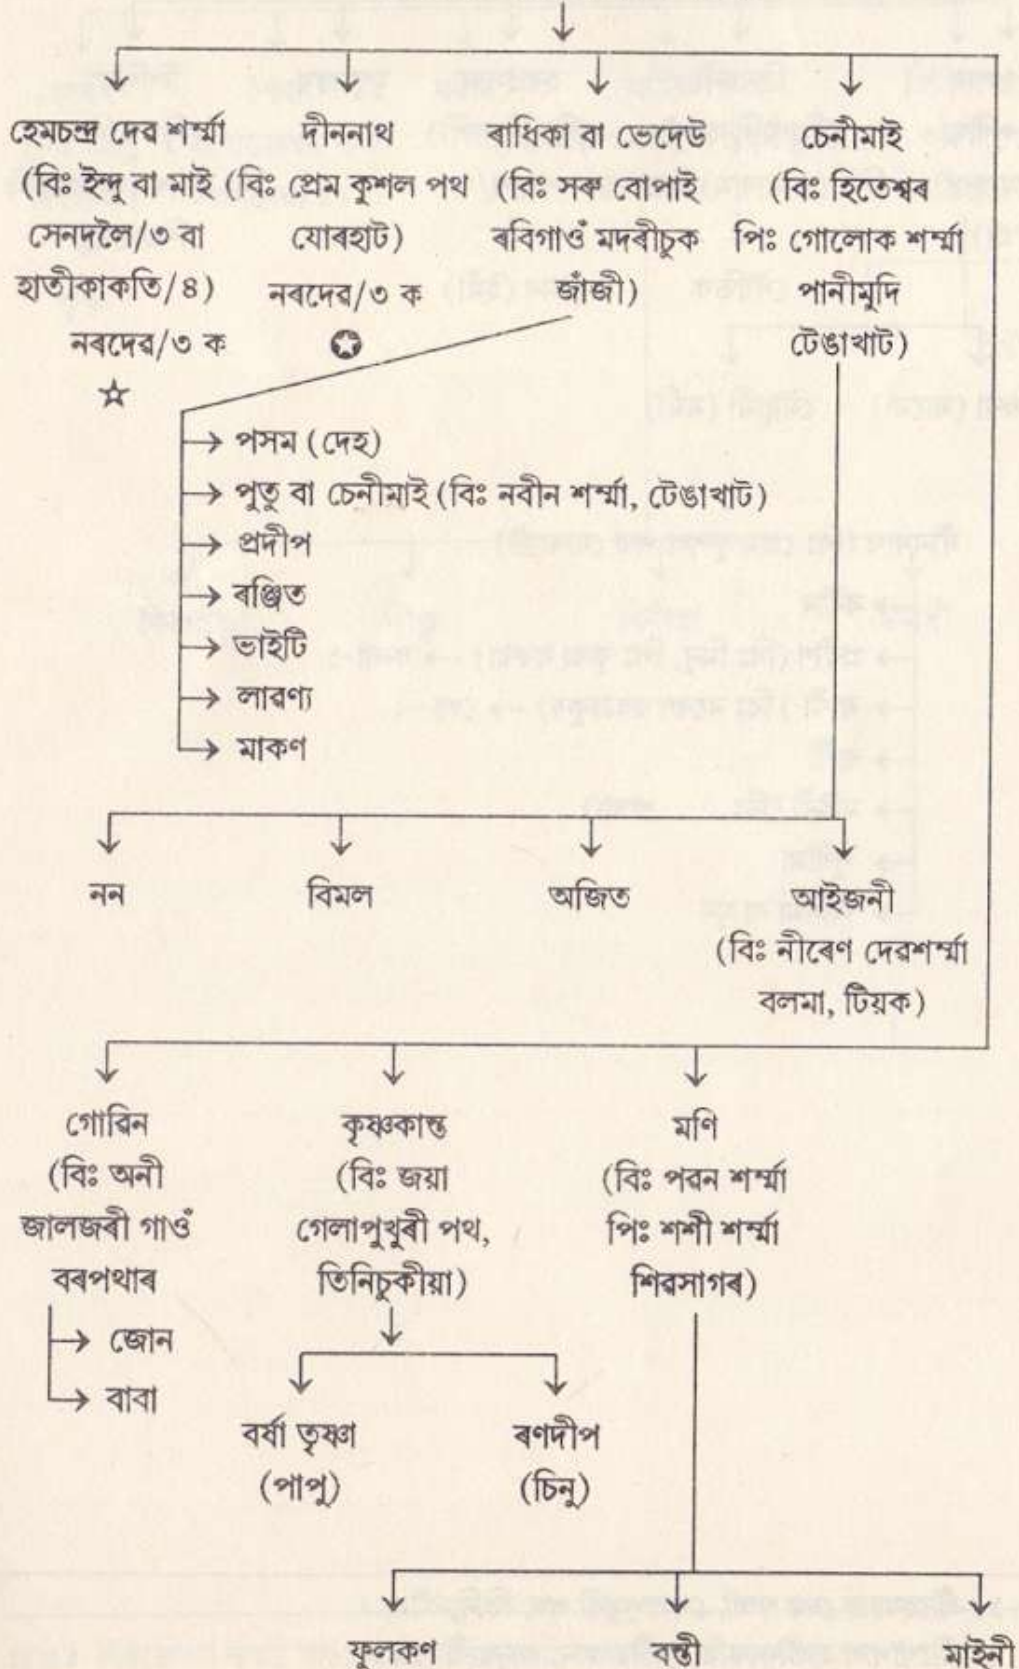 হেমচন্দ্ৰ দেৱ শৰ্ম্মা
(বিঃ ইন্দু বা মাই
সেনদলৈ/৩ বা
হাতীকাকতি/৪)
নৰদেৱ/৩ ক
দীননাথ
(বিঃ প্ৰেম কুশল পথ
যোৰহাট)
নৰদেৱ/৩ ক
ৰাধিকা বা ভেদেউ
(বিঃ সৰু বোপাই
ৰবিগাওঁ মদৰীচুক
জাঁজী)
চেনীমাই
(বিঃ হিতেশ্বৰ
পিঃ গোলোক শৰ্ম্মা
পানীমুদি
টেঙাখাট)
পসম (দেহ)
পুতু বা চেনীমাই (বিঃ নবীন শৰ্ম্মা, টেঙাখাট)
প্ৰদীপ
ৰঞ্জিত
ভাইটি
লাৱণ্য
মাকণ
নন
বিমল
অজিত
আইজনী
(বিঃ নীৰেণ দেৱশৰ্ম্মা
বলমা, টিয়ক)
গোৱিন
(বিঃ অনী
জালজৰী গাওঁ
বৰপথাৰ
জোন
বাবা
কৃষ্ণকান্ত
(বিঃ জয়া
গেলাপুখুৰী পথ,
তিনিচুকীয়া)
বৰ্ষা তৃষ্ণা
(পাপু)
ৰণদীপ
(চিনু)
মণি
(বিঃ পৱন শৰ্ম্মা
পিঃ শশী শৰ্ম্মা
শিৱসাগৰ)
ফুলকণ
বন্তী
মাইনী